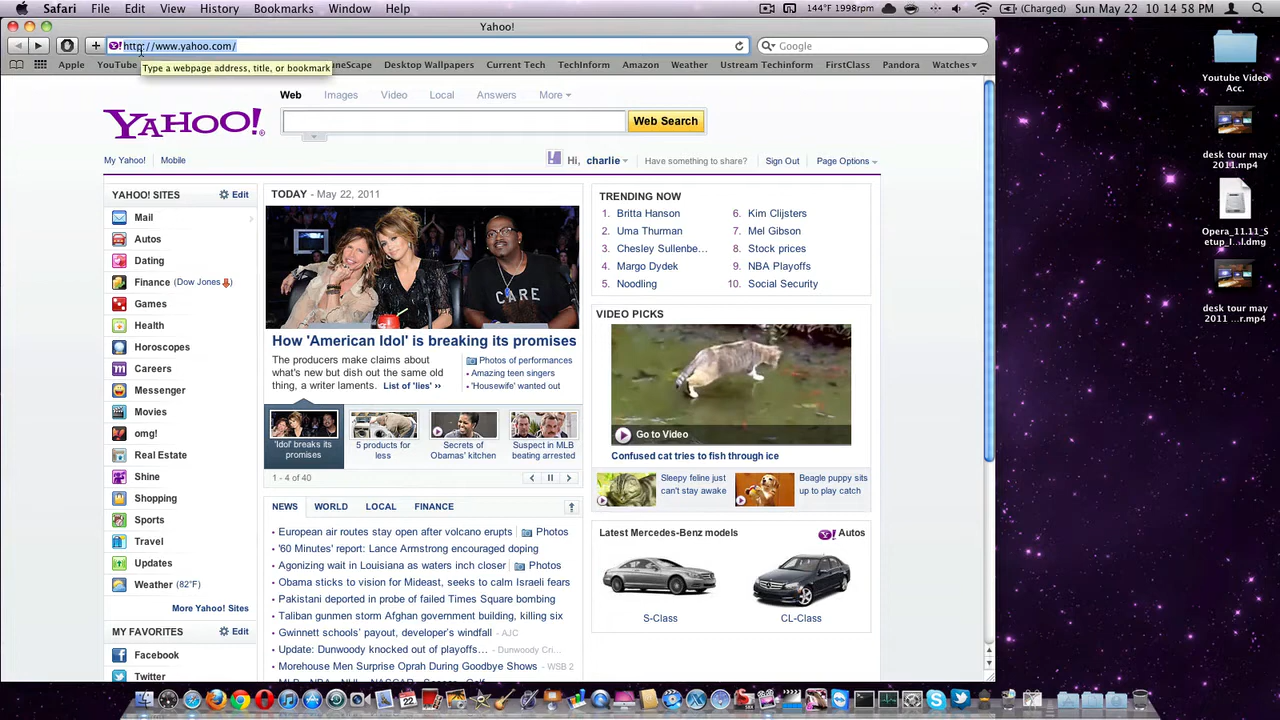 Safari File Edit View History Bookmarks Window Help 144°F 1998rpm (Charged) Sun May 22 10:14:58 PM
Yahoo!
http://www.yahoo.com/
Google
Apple YouTube Desktop Wallpapers Current Tech TechInform Amazon Weather Ustream Techinform FirstClass Pandora Watches
Type a webpage address, title, or bookmark
Web Images Video Local Answers More
YAHOO!
Web Search
My Yahoo! Mobile
Hi, charlie Have something to share? Sign Out Page Options
YAHOO! SITES Edit
Mail
Autos
Dating
Finance (Dow Jones)
Games
Health
Horoscopes
Careers
Messenger
Movies
omg!
Real Estate
Shine
Shopping
Sports
Travel
Updates
Weather (82°F)
More Yahoo! Sites
MY FAVORITES Edit
Facebook
Twitter
TODAY - May 22, 2011
CARE
How 'American Idol' is breaking its promises
The producers make claims about
what's new but dish out the same old
thing, a writer laments. List of 'lies' ››
Photos of performances
Amazing teen singers
'Housewife' wanted out
'Idol' breaks its
promises
5 products for
less
Secrets of
Obamas' kitchen
Suspect in MLB
beating arrested
1 - 4 of 40
NEWS WORLD LOCAL FINANCE
European air routes stay open after volcano erupts Photos
'60 Minutes' report: Lance Armstrong encouraged doping
Agonizing wait in Louisiana as waters inch closer Photos
Obama sticks to vision for Mideast, seeks to calm Israeli fears
Pakistani deported in probe of failed Times Square bombing
Taliban gunmen storm Afghan government building, killing six
Gwinnett schools' payout, developer's windfall - AJC
Update: Dunwoody knocked out of playoffs... - Dunwoody Cri...
Morehouse Men Surprise Oprah During Goodbye Shows - WSB 2
TRENDING NOW
1. Britta Hanson
2. Uma Thurman
3. Chesley Sullenbe...
4. Margo Dydek
5. Noodling
6. Kim Clijsters
7. Mel Gibson
8. Stock prices
9. NBA Playoffs
10. Social Security
VIDEO PICKS
Go to Video
Confused cat tries to fish through ice
Sleepy feline just
can't stay awake
Beagle puppy sits
up to play catch
Latest Mercedes-Benz models Y! Autos
S-Class
CL-Class
Youtube Video
Acc.
desk tour may
2011.mp4
Opera_11.11_S
etup_I...l.dmg
desk tour may
2011 ...r.mp4